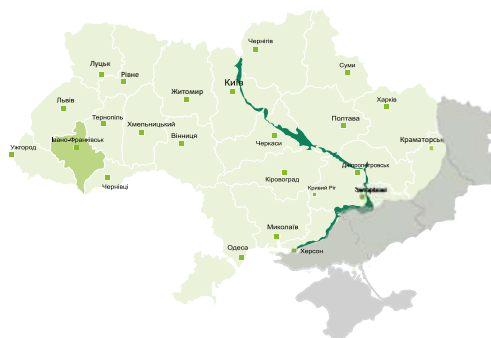 Чернігів
Суми
Луцьк
Рівне
Київ
Житомир
Львів
Харків
Тернопіль
Хмельницький
Полтава
Івано-Франківськ
Вінниця
Черкаси
Краматорськ
Ужгород
Дніпропетровськ
Чернівці
Кіровоград
Кривий Ріг
Миколаїв
Одеса
Херсон